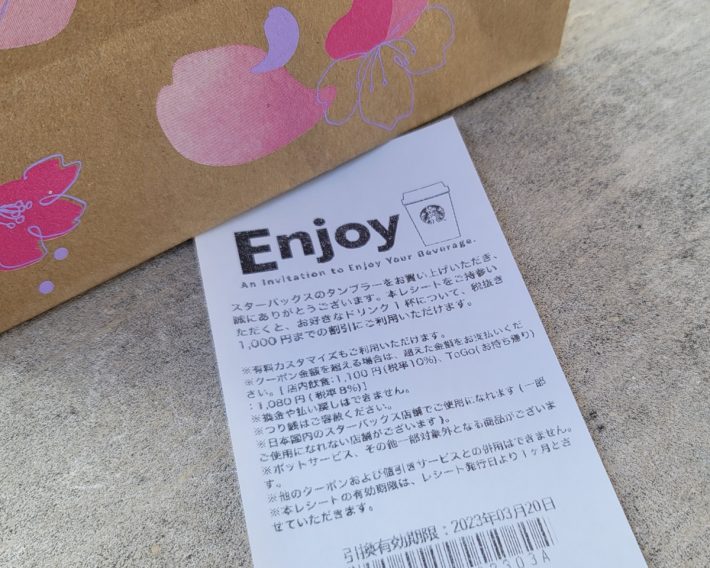 Enjoy
An Invitation to Enjoy Your Beverage.
スターバックスのタンブラーをお買い上げいただき、
誠にありがとうございます。本レシートをご持参い
ただくと、お好きなドリンク1杯について、税抜き
1,000円までの割引にご利用いただけます。
※有料カスタマイズもご利用いただけます。
※クーポン金額を超える場合は、超えた金額をお支払いくだ
さい。[店内飲食:1,100円(税率10%)、ToGo(お持ち帰り)
:1,080円(税率8%)]
※換金や払い戻しはできません。
※つり銭はご容赦ください。
※日本国内のスターバックス店舗でご使用になれます(一部
ご使用になれない店舗がございます)。
※ポットサービス、その他一部対象外となる商品がございま
す。
※他のクーポンおよび値引きサービスとの併用はできません。
※本レシートの有効期限は、レシート発行日より1ヶ月とさ
せていただきます。
引換有効期限:2023年03月20日